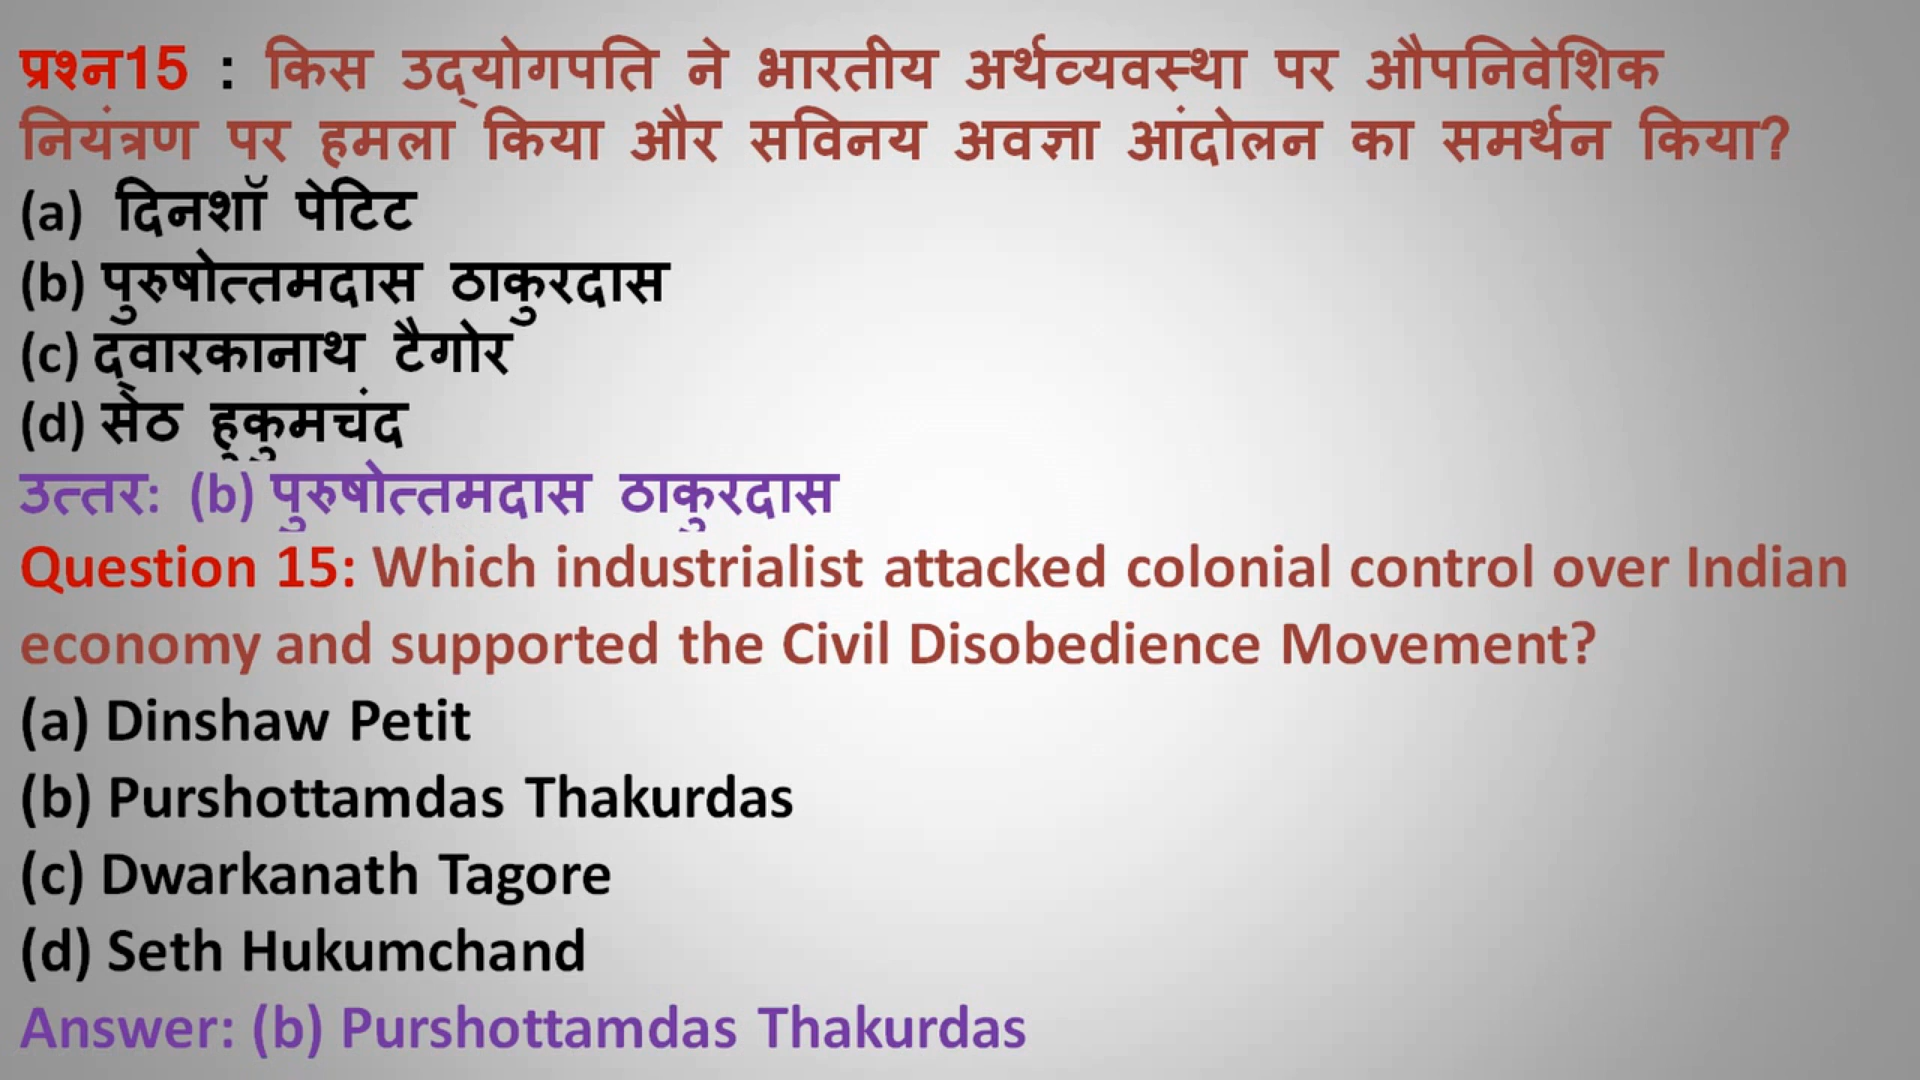 प्रश्न15 : किस उद्योगपति ने भारतीय अर्थव्यवस्था पर औपनिवेशिक
नियंत्रण पर हमला किया और सविनय अवज्ञा आंदोलन का समर्थन किया?
(a) दिनशॉ पेटिट
(b) पुरुषोत्तमदास ठाकुरदास
(c) द्वारकानाथ टैगोर
(d) सेठ हुकुमचंद
उत्तर: (b) पुरुषोत्तमदास ठाकुरदास
Question 15: Which industrialist attacked colonial control over Indian
economy and supported the Civil Disobedience Movement?
(a) Dinshaw Petit
(b) Purshottamdas Thakurdas
(c) Dwarkanath Tagore
(d) Seth Hukumchand
Answer: (b) Purshottamdas Thakurdas